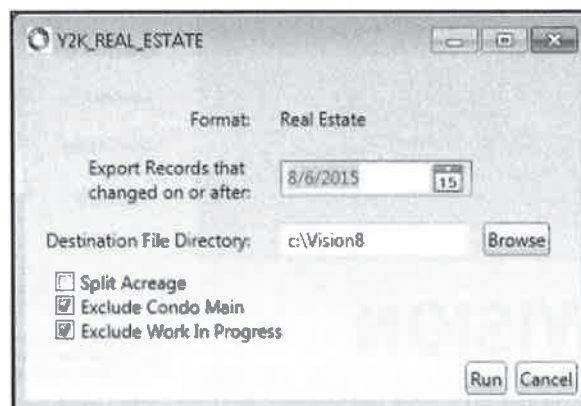 Y2K_REAL_ESTATE
Format: Real Estate
Export Records that
changed on or after: 8/6/2015 15
Destination File Directory: c:\Vision8 Browse
Split Acreage
Exclude Condo Main
Exclude Work In Progress
VISION
Run Cancel